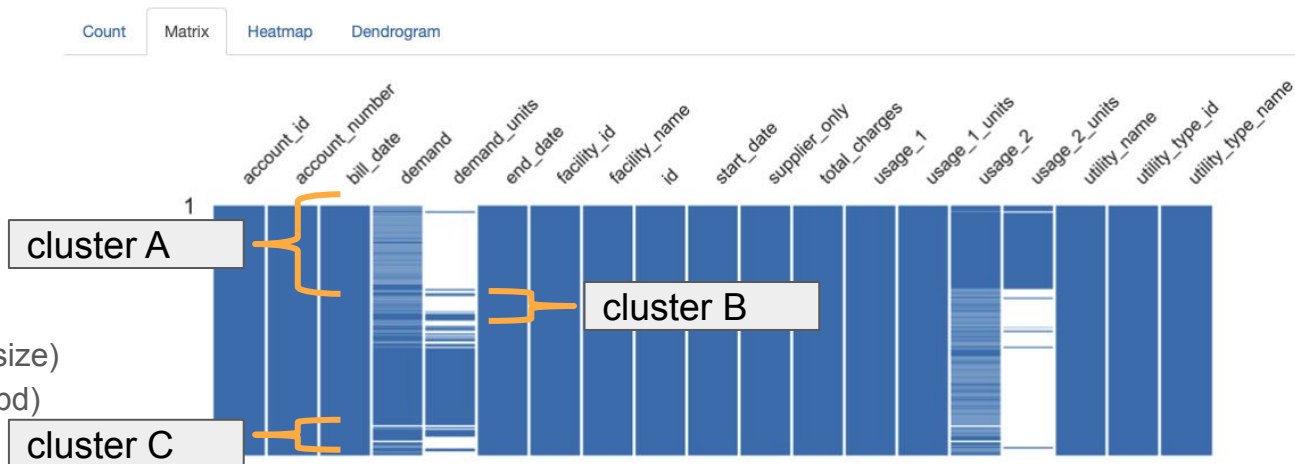 Count Matrix Heatmap Dendrogram
account_id account_number bill_date demand demand_units end_date facility_id facility_name id start_date supplier_only total_charges usage_1 usage_1_units usage_2 usage_2_units utility_name utility_type_id utility_type_name
1
cluster A
cluster B
size)
od)
cluster C